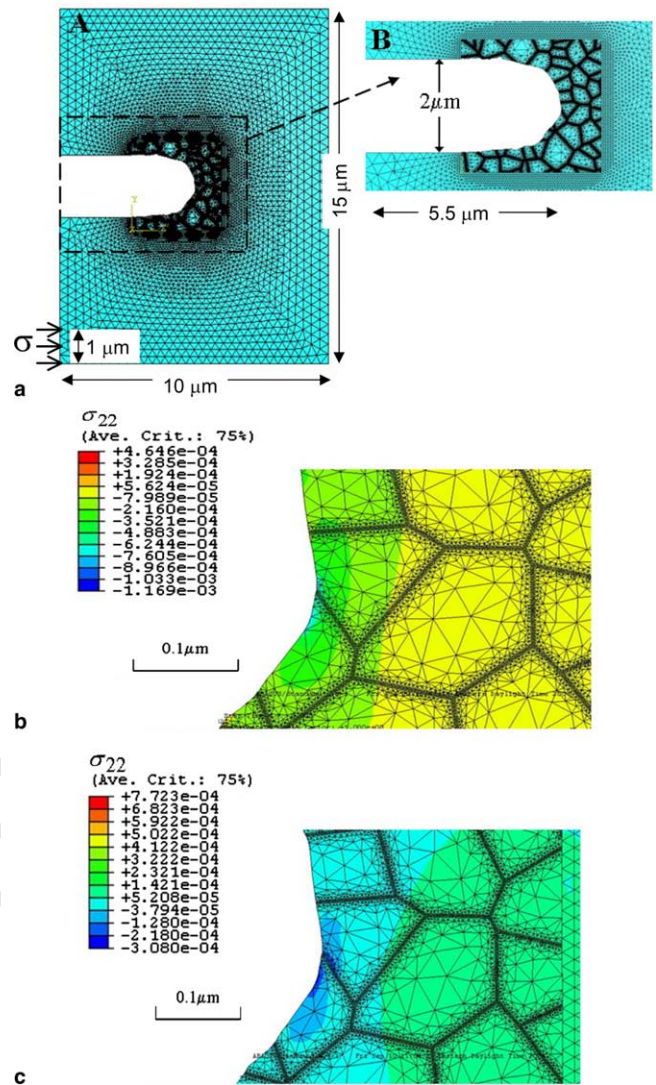 A
B
2μm
5.5 μm
15 μm
σ
1 μm
10 μm
a
σ22
(Ave. Crit.: 75%)
+4.646e-04
+3.285e-04
+1.924e-04
+5.624e-05
-7.989e-05
-2.160e-04
-3.521e-04
-4.883e-04
-6.244e-04
-7.605e-04
-8.966e-04
-1.033e-03
-1.169e-03
0.1μm
b
σ22
(Ave. Crit.: 75%)
+7.723e-04
+6.823e-04
+5.922e-04
+5.022e-04
+4.122e-04
+3.222e-04
+2.321e-04
+1.421e-04
+5.208e-05
-3.794e-05
-1.280e-04
-2.180e-04
-3.080e-04
0.1μm
c